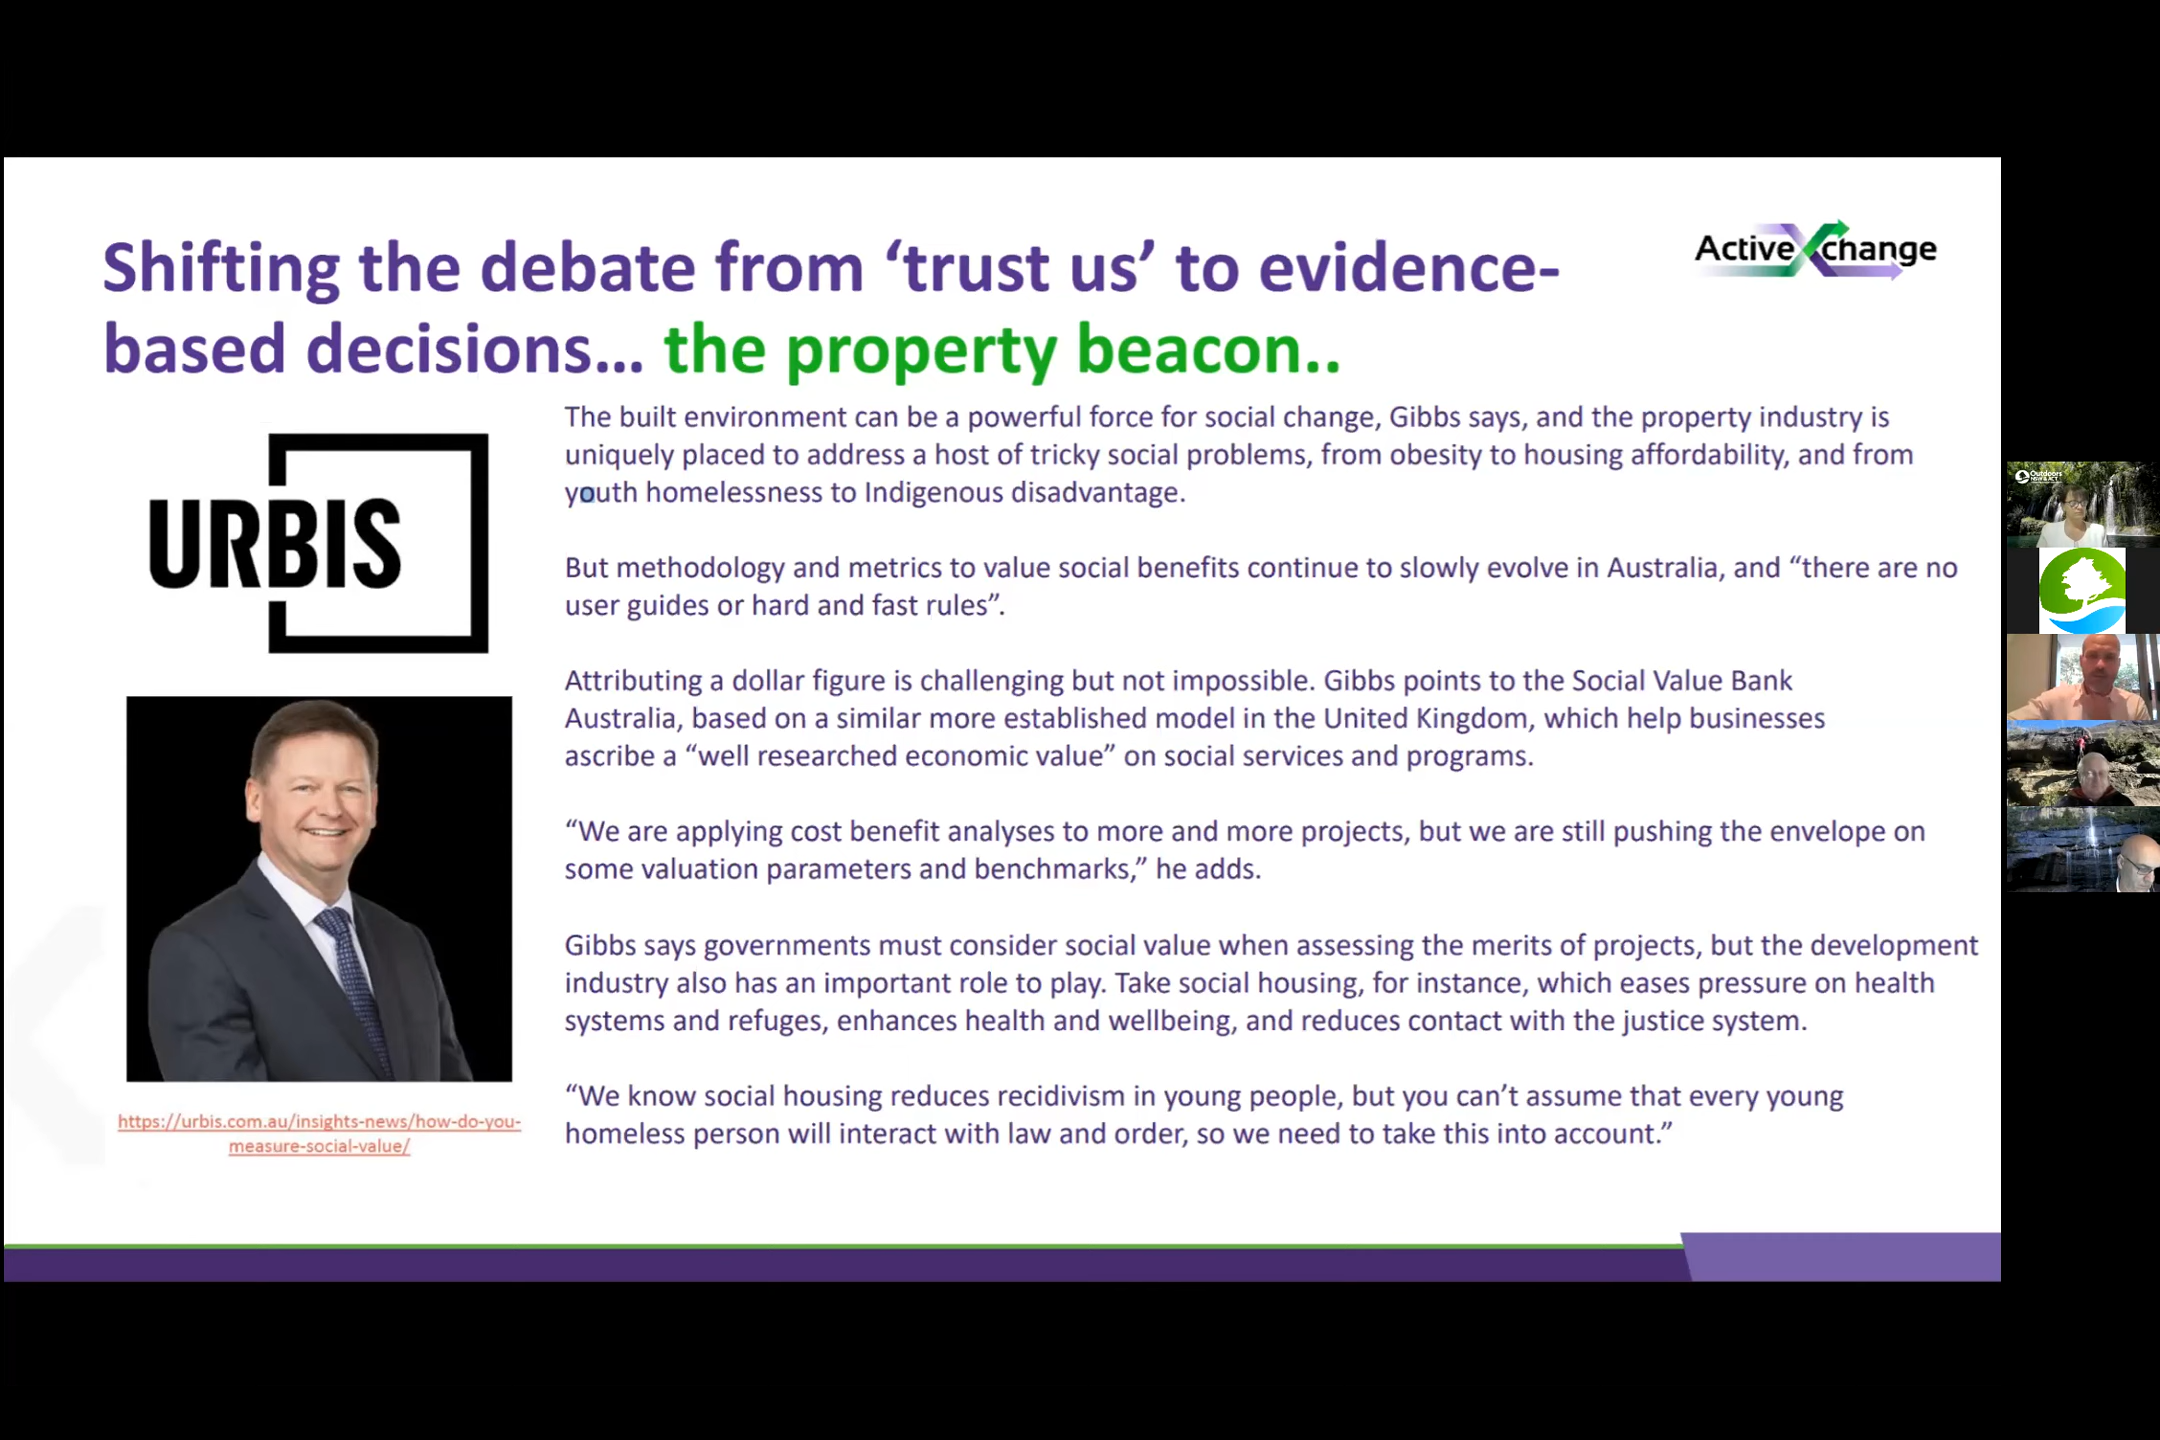 Shifting the debate from ‘trust us’ to evidence-
based decisions... the property beacon..
ActiveXchange
URBIS
The built environment can be a powerful force for social change, Gibbs says, and the property industry is
uniquely placed to address a host of tricky social problems, from obesity to housing affordability, and from
youth homelessness to Indigenous disadvantage.
But methodology and metrics to value social benefits continue to slowly evolve in Australia, and “there are no
user guides or hard and fast rules”.
Attributing a dollar figure is challenging but not impossible. Gibbs points to the Social Value Bank
Australia, based on a similar more established model in the United Kingdom, which help businesses
ascribe a “well researched economic value” on social services and programs.
“We are applying cost benefit analyses to more and more projects, but we are still pushing the envelope on
some valuation parameters and benchmarks,” he adds.
Gibbs says governments must consider social value when assessing the merits of projects, but the development
industry also has an important role to play. Take social housing, for instance, which eases pressure on health
systems and refuges, enhances health and wellbeing, and reduces contact with the justice system.
“We know social housing reduces recidivism in young people, but you can’t assume that every young
homeless person will interact with law and order, so we need to take this into account.”
https://urbis.com.au/insights-news/how-do-you-
measure-social-value/
Outdoors
NSW & ACT